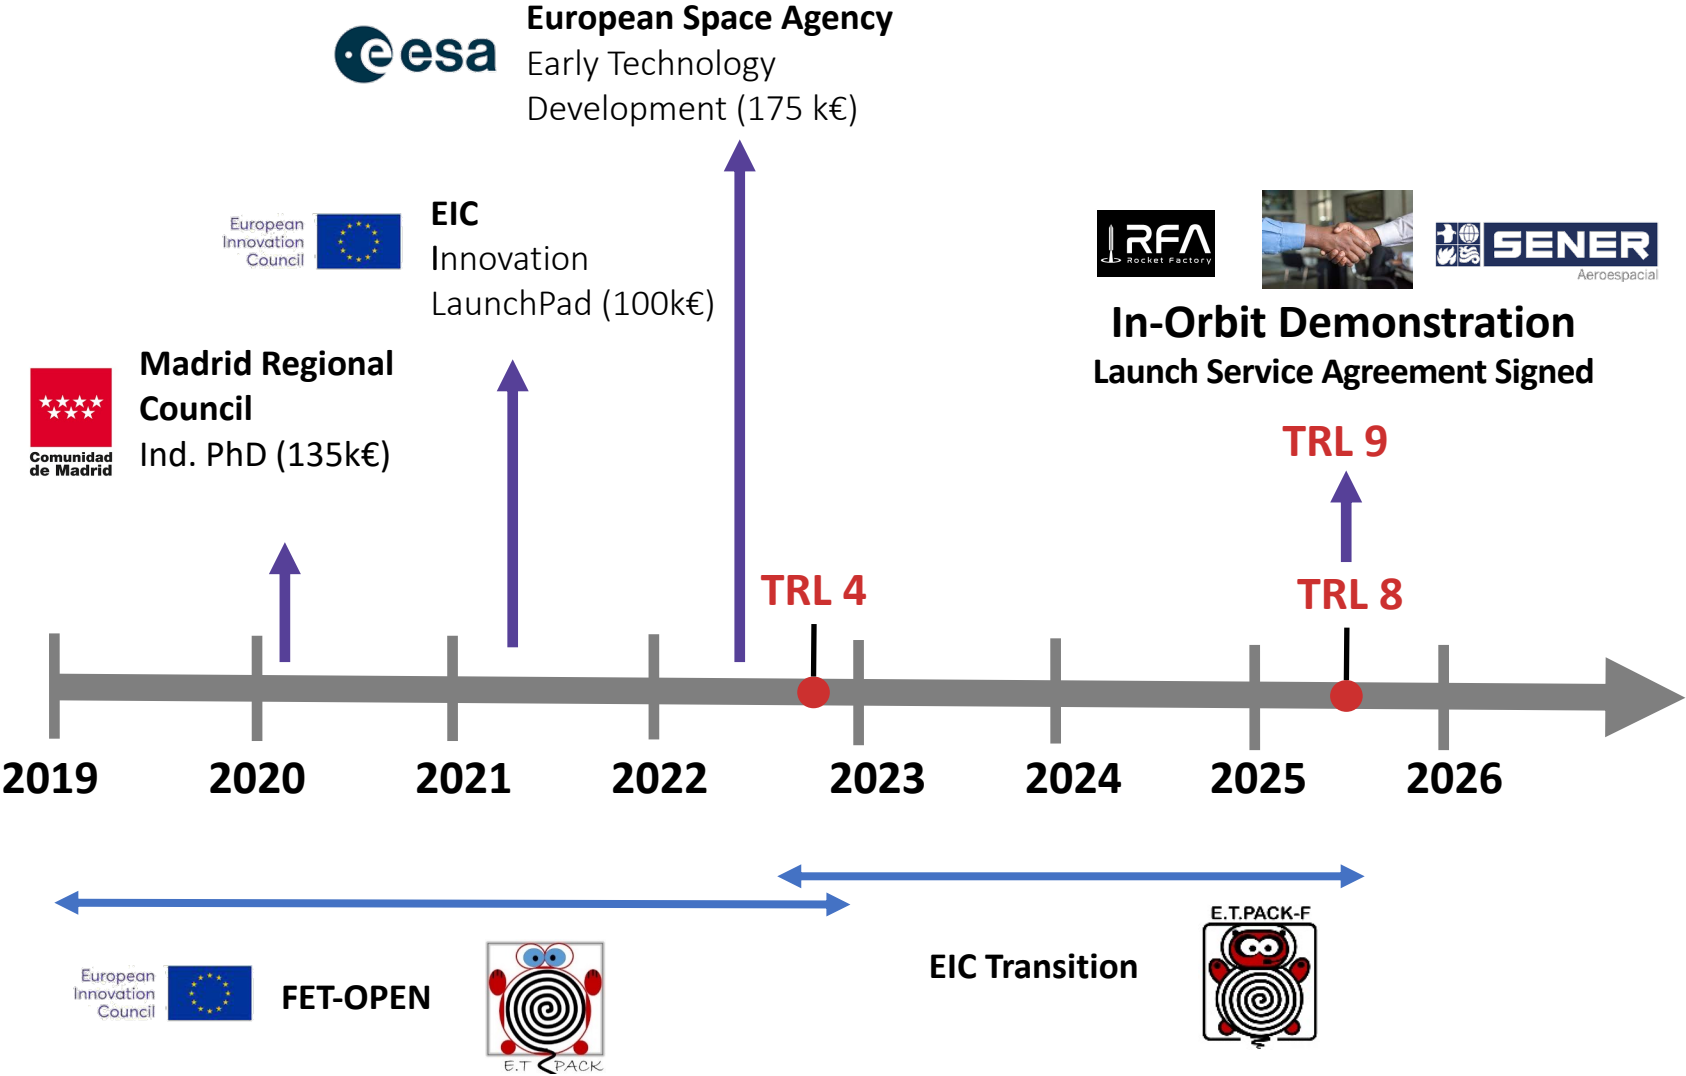 esa
European Space Agency
Early Technology
Development (175 k€)
European
Innovation
Council
EIC
Innovation
LaunchPad (100k€)
RFA
Rocket Factory
SENER
Aeroespacial
In-Orbit Demonstration
Launch Service Agreement Signed
Madrid Regional
Council
Ind. PhD (135k€)
Comunidad
de Madrid
TRL 9
TRL 4
TRL 8
2019
2020
2021
2022
2023
2024
2025
2026
European
Innovation
Council
FET-OPEN
E.T PACK
EIC Transition
E.T.PACK-F